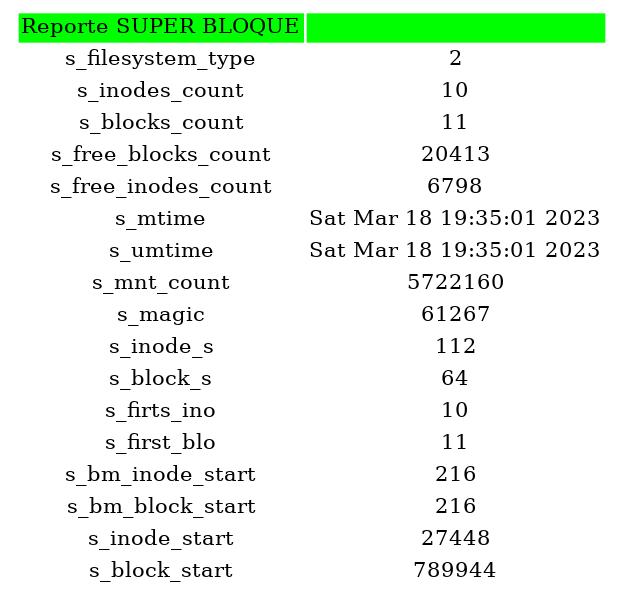 Reporte SUPER BLOQUE
s_filesystem_type 2
s_inodes_count 10
s_blocks_count 11
s_free_blocks_count 20413
s_free_inodes_count 6798
s_mtime Sat Mar 18 19:35:01 2023
s_umtime Sat Mar 18 19:35:01 2023
s_mnt_count 5722160
s_magic 61267
s_inode_s 112
s_block_s 64
s_firts_ino 10
s_first_blo 11
s_bm_inode_start 216
s_bm_block_start 216
s_inode_start 27448
s_block_start 789944